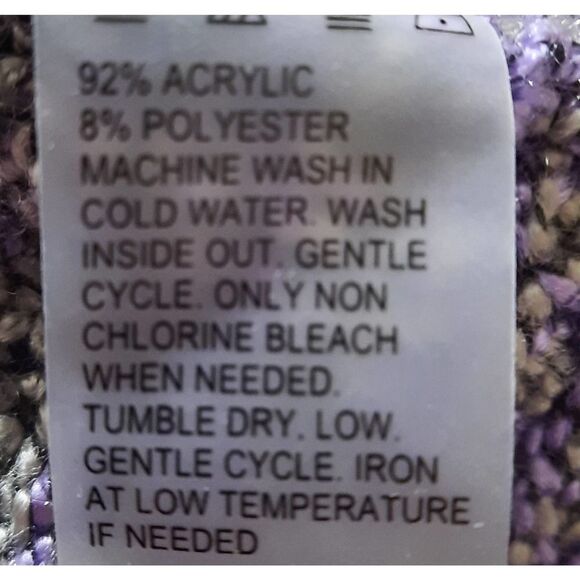 92% ACRYLIC
8% POLYESTER
MACHINE WASH IN
COLD WATER. WASH
INSIDE OUT. GENTLE
CYCLE. ONLY NON
CHLORINE BLEACH
WHEN NEEDED.
TUMBLE DRY. LOW.
GENTLE CYCLE. IRON
AT LOW TEMPERATURE
IF NEEDED